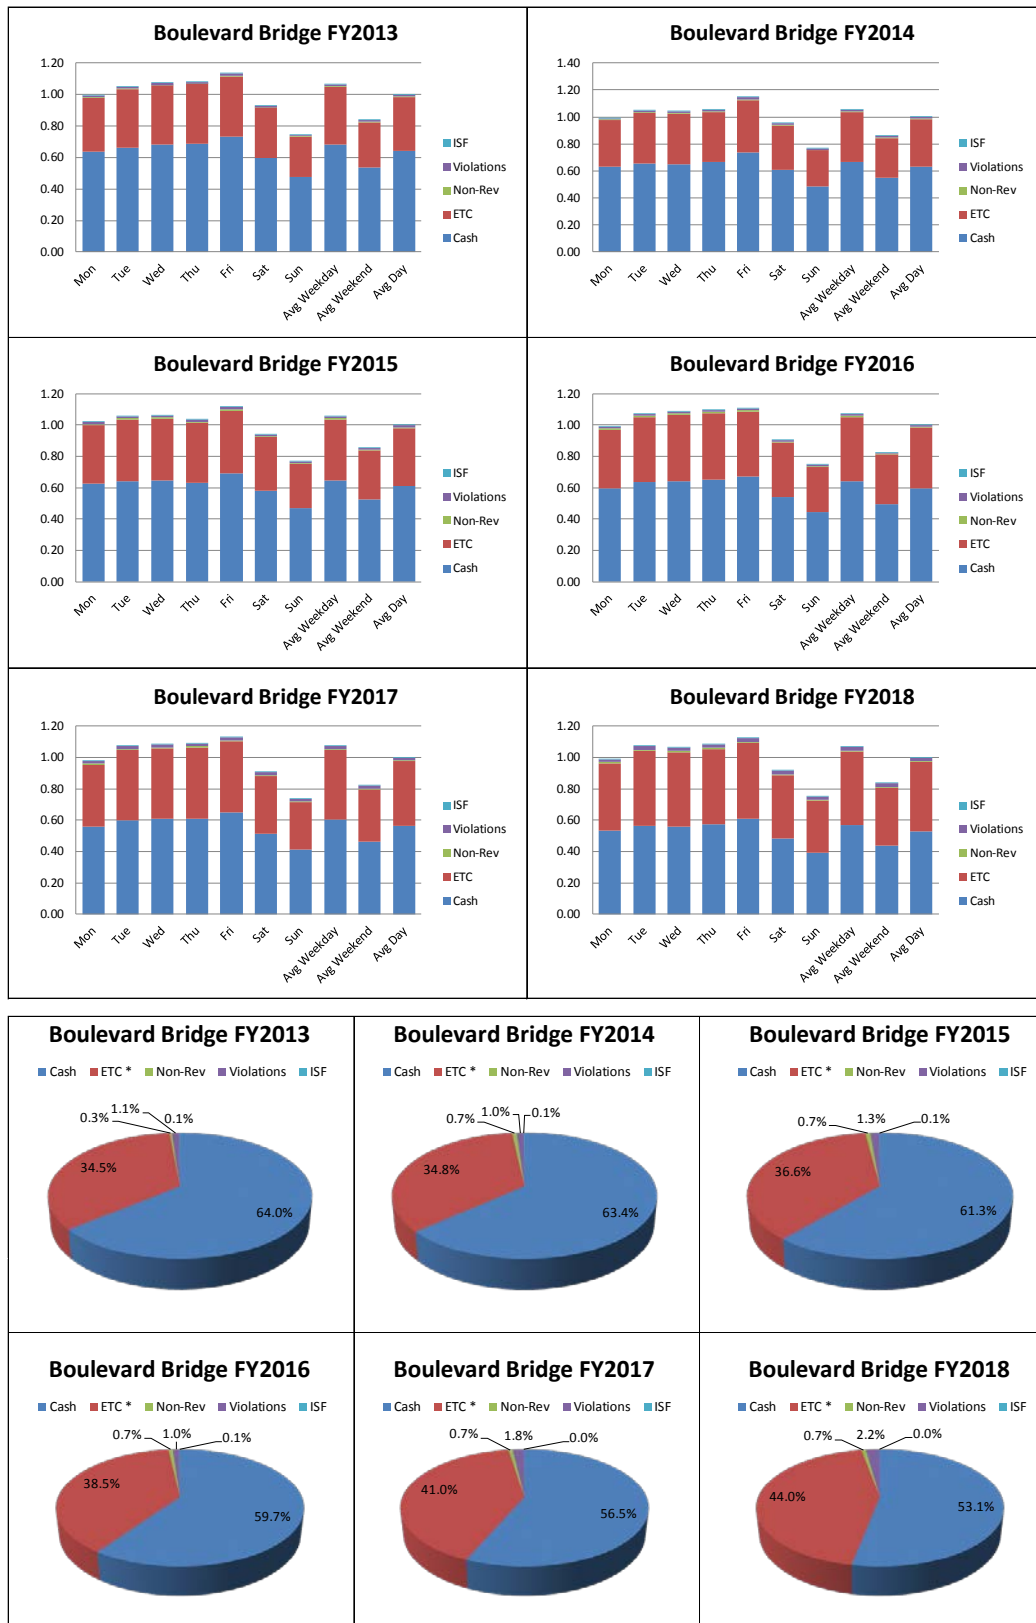 Boulevard Bridge FY2013
1.20
1.00
0.80
0.60
0.40
0.20
0.00
ISF
Violations
Non-Rev
ETC
Cash
Mon
Tue
Wed
Thu
Fri
Sat
Sun
Avg Weekday
Avg Weekend
Avg Day
Boulevard Bridge FY2014
1.40
1.20
1.00
0.80
0.60
0.40
0.20
0.00
ISF
Violations
Non-Rev
ETC
Cash
Mon
Tue
Wed
Thu
Fri
Sat
Sun
Avg Weekday
Avg Weekend
Avg Day
Boulevard Bridge FY2015
1.20
1.00
0.80
0.60
0.40
0.20
0.00
ISF
Violations
Non-Rev
ETC
Cash
Mon
Tue
Wed
Thu
Fri
Sat
Sun
Avg Weekday
Avg Weekend
Avg Day
Boulevard Bridge FY2016
1.20
1.00
0.80
0.60
0.40
0.20
0.00
ISF
Violations
Non-Rev
ETC
Cash
Mon
Tue
Wed
Thu
Fri
Sat
Sun
Avg Weekday
Avg Weekend
Avg Day
Boulevard Bridge FY2017
1.20
1.00
0.80
0.60
0.40
0.20
0.00
ISF
Violations
Non-Rev
ETC
Cash
Mon
Tue
Wed
Thu
Fri
Sat
Sun
Avg Weekday
Avg Weekend
Avg Day
Boulevard Bridge FY2018
1.20
1.00
0.80
0.60
0.40
0.20
0.00
ISF
Violations
Non-Rev
ETC
Cash
Mon
Tue
Wed
Thu
Fri
Sat
Sun
Avg Weekday
Avg Weekend
Avg Day
Boulevard Bridge FY2013
Cash ETC * Non-Rev Violations ISF
1.1%
0.3% 0.1%
34.5%
64.0%
Boulevard Bridge FY2014
Cash ETC * Non-Rev Violations ISF
0.7% 1.0% 0.1%
34.8%
63.4%
Boulevard Bridge FY2015
Cash ETC * Non-Rev Violations ISF
0.7% 1.3% 0.1%
36.6%
61.3%
Boulevard Bridge FY2016
Cash ETC * Non-Rev Violations ISF
0.7% 1.0% 0.1%
38.5%
59.7%
Boulevard Bridge FY2017
Cash ETC * Non-Rev Violations ISF
0.7% 1.8% 0.0%
41.0%
56.5%
Boulevard Bridge FY2018
Cash ETC * Non-Rev Violations ISF
0.7% 2.2% 0.0%
44.0%
53.1%